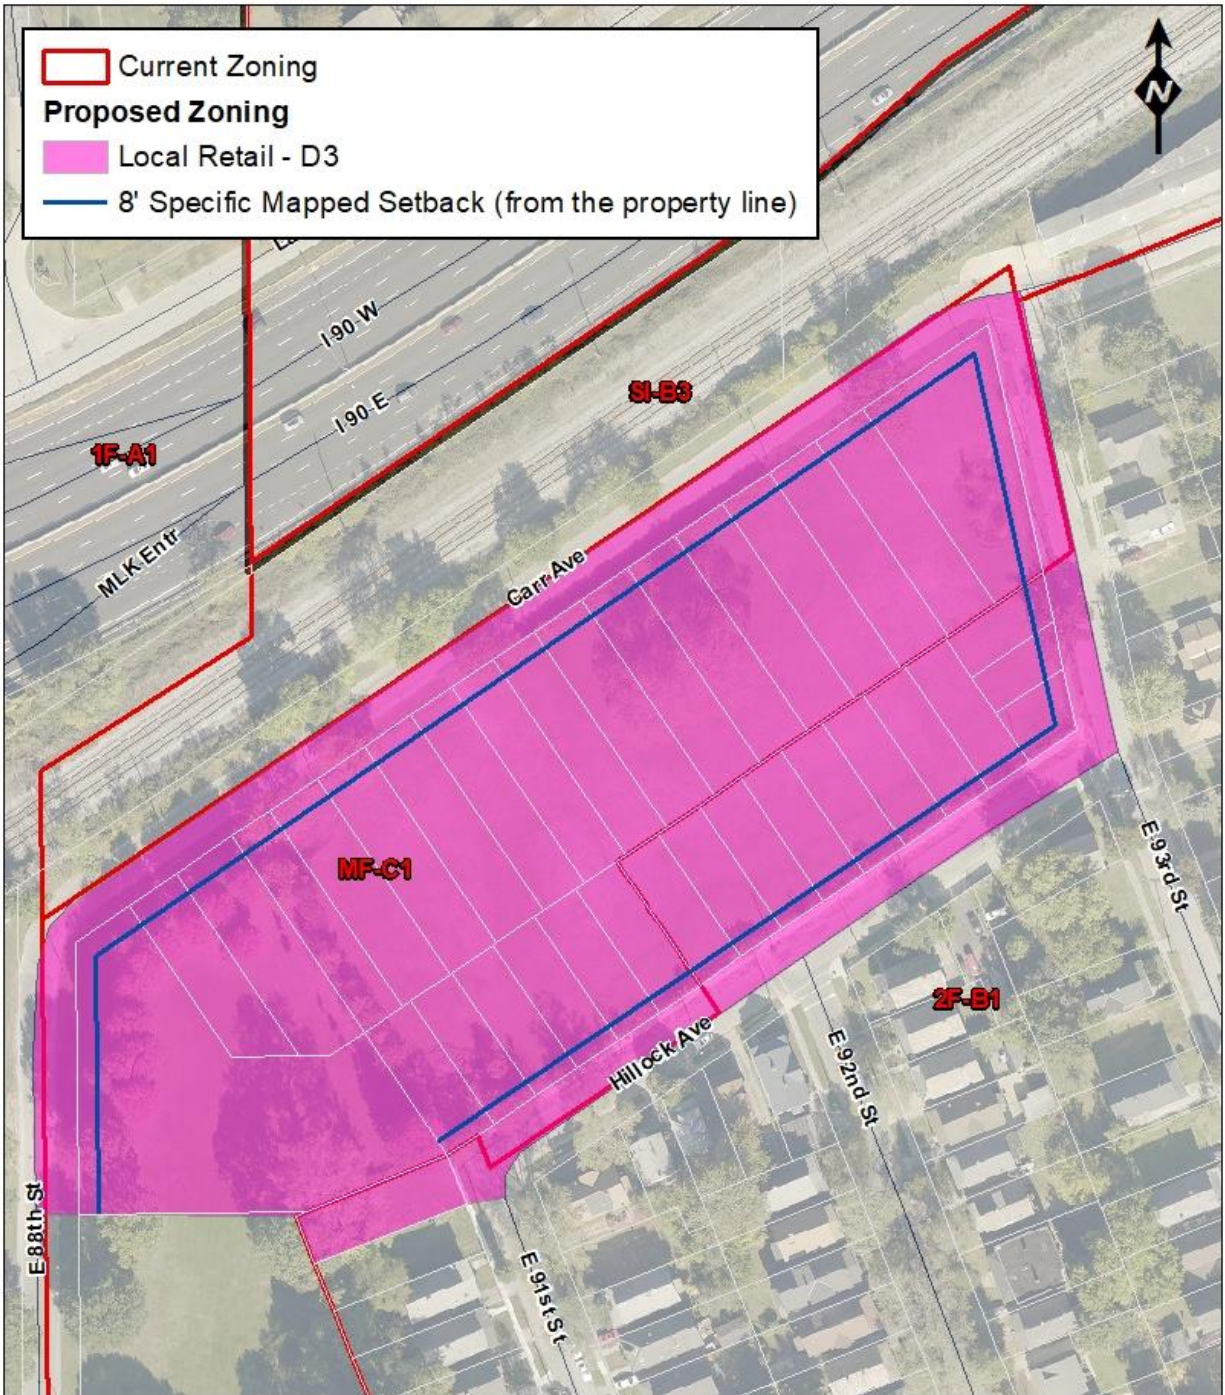 Current Zoning
Proposed Zoning
Local Retail - D3
8' Specific Mapped Setback (from the property line)
N
I 90 W
I 90 E
SI-B3
1F-A1
MLK Entr
Carr Ave
MF-C1
E 93rd St
2F-B1
Hillock Ave
E 92nd St
E 88th St
E 91st St